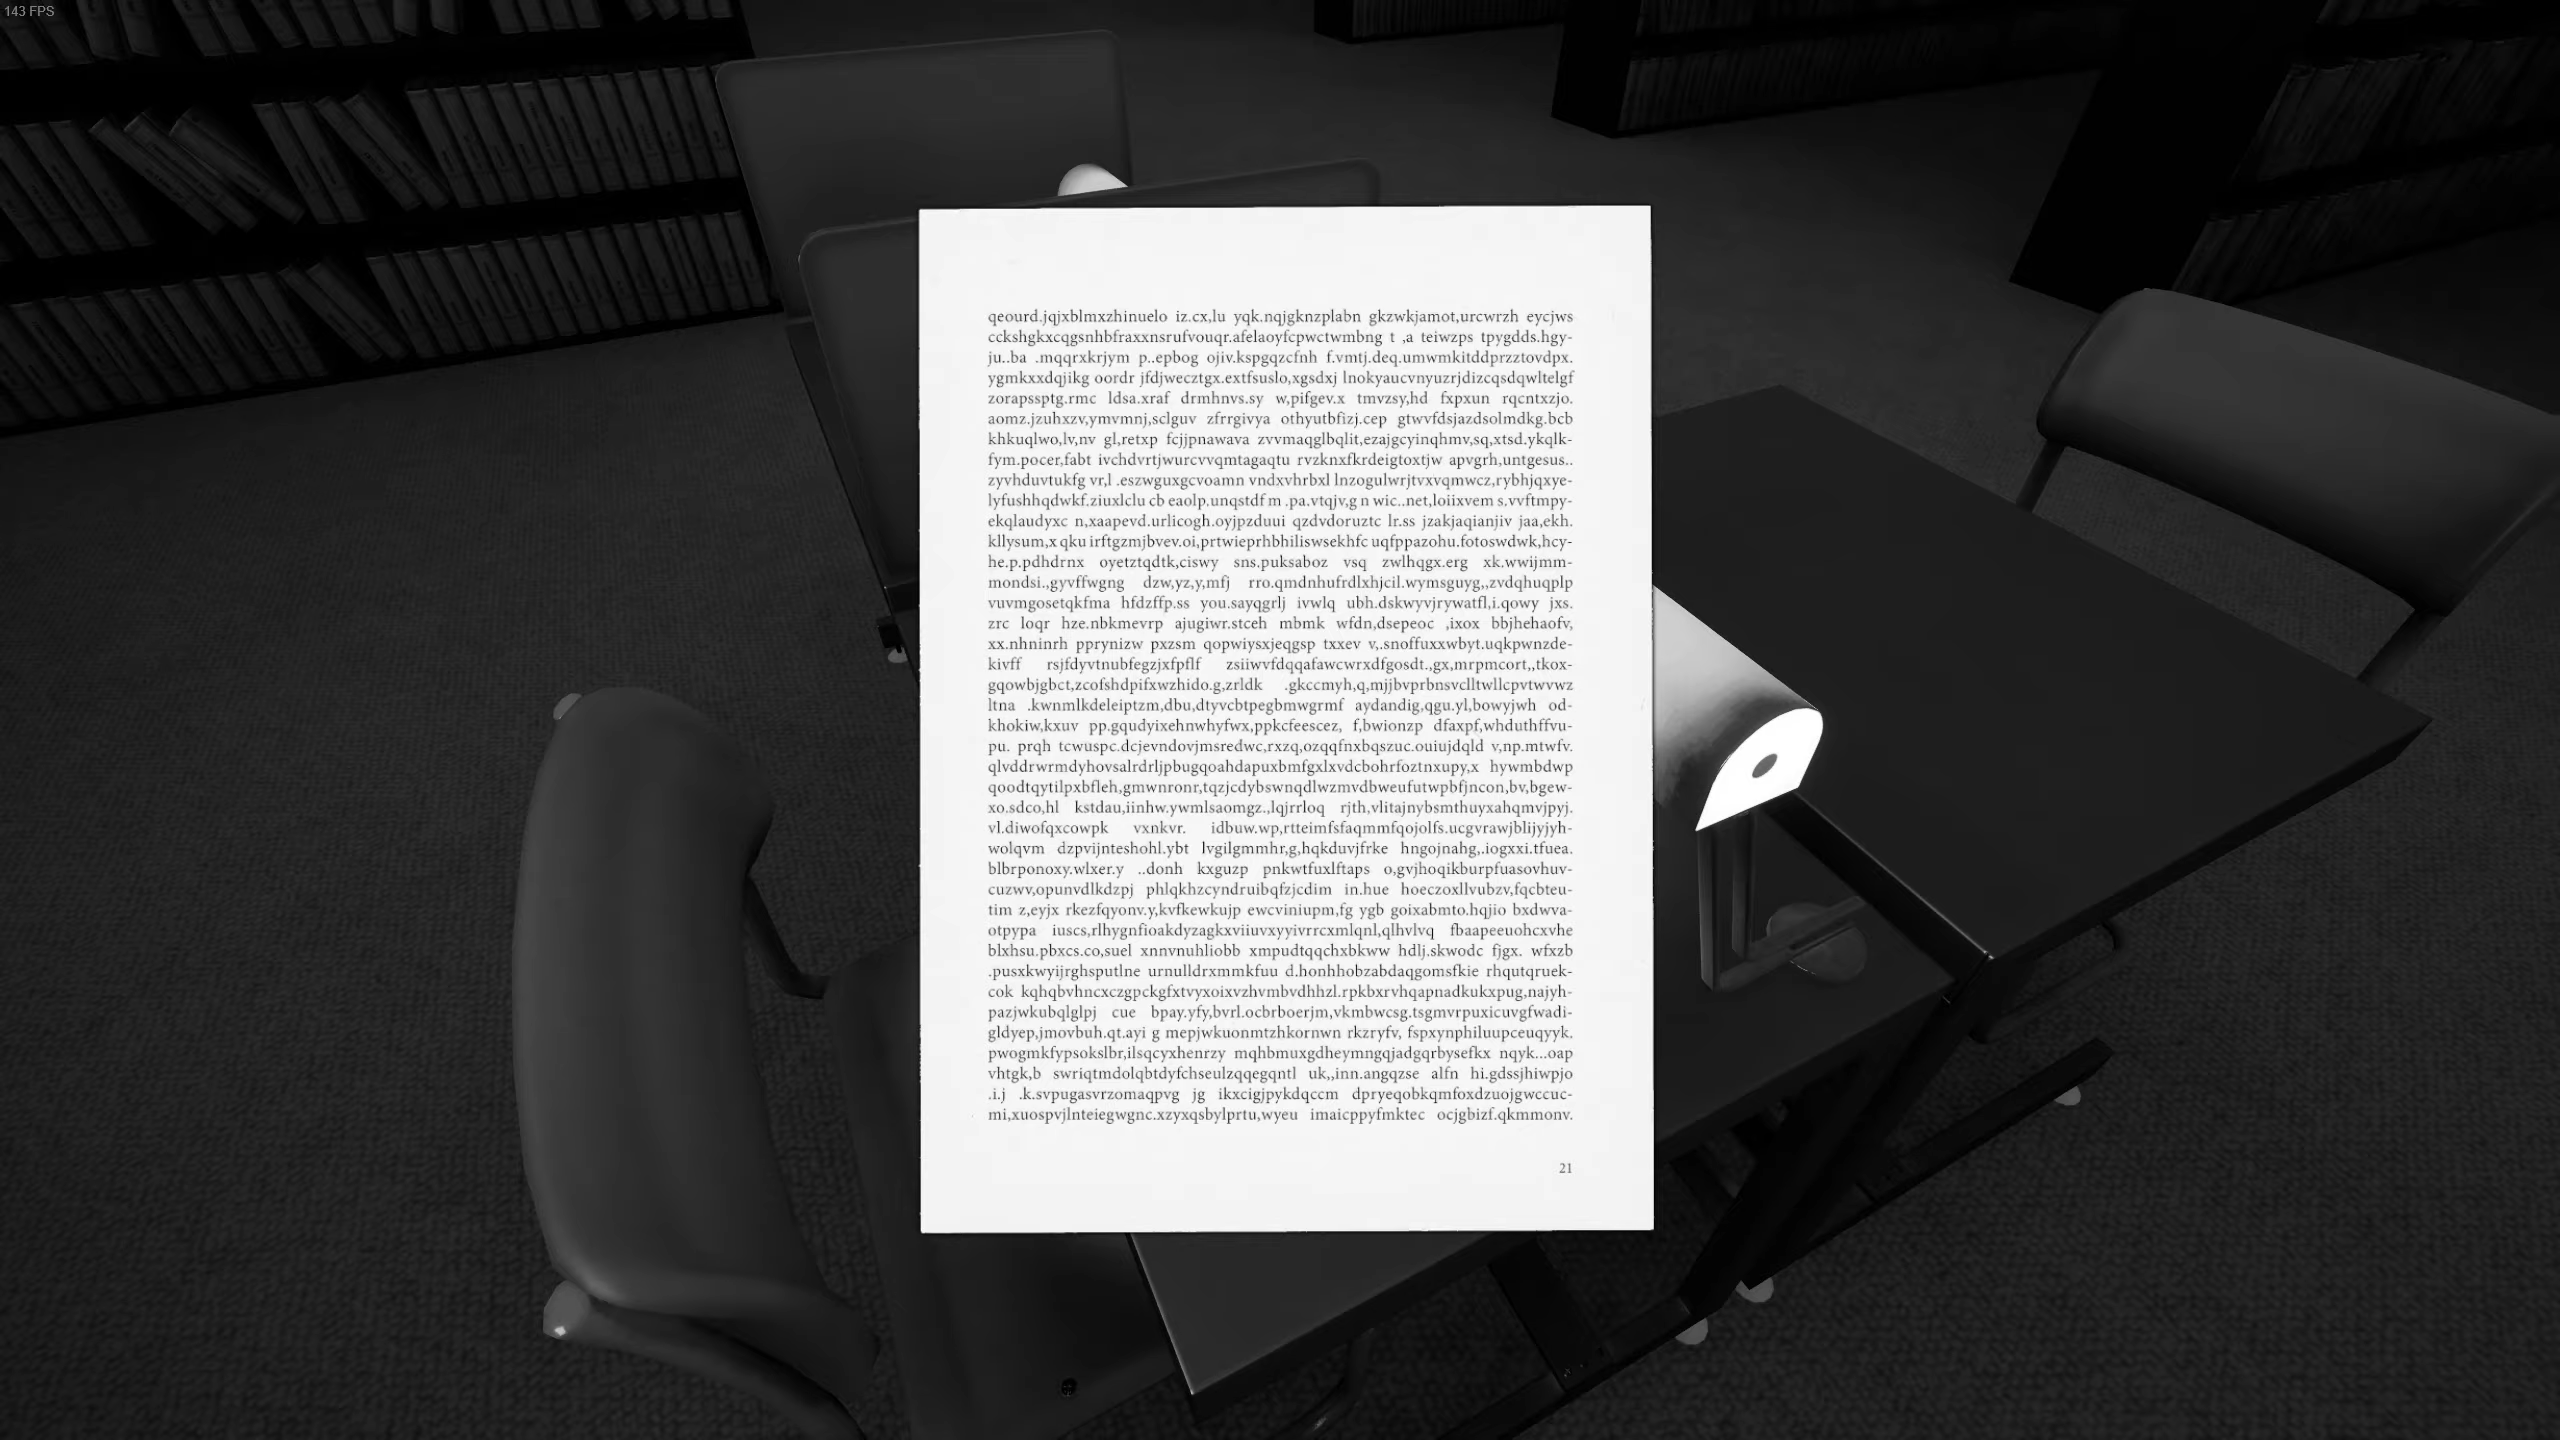 143 FPS
qeourd.jqjxblmxzhinuelo iz.cx,lu yqk.nqjgknzplabn gkzwkjamot,urcwrzh eycjws
cckshgkxcqgsnhbfraxxnsrufvouqr.afelaoyfcpwctwmbng t ,a teiwzps tpygdds.hgy-
ju..ba .mqqrxkrjym p..epbog ojiv.kspgqzcfnh f.vmtj.deq.umwmkitddprzztovdpx.
ygmkxxdqjikg oordr jfdjwecztgx.extfsuslo,xgsdxj lnokyaucvnyuzrjdizcqsdqwltelgf
zorapssptg.rmc ldsa.xraf drmhnvs.sy w,pifgev.x tmvzsy,hd fxpxun rqcntxzjo.
aomz.jzuhxzv,ymvmnj,sclguv zfrrgivya othyutbfizj.cep gtwvfdsjazdsolmdkg.bcb
khkuqlwo,lv,nv gl,retxp fcjjpnawava zvvmaqglbqlit,ezajgcyinqhmv,sq,xtsd.ykqlk-
fym.pocer,fabt ivchdvrtjwurcvvqmtagaqtu rvzknxfkrdeigtoxtjw apvgrh,untgesus..
zyvhduvtukfg vr,l .eszwguxgcvoamn vndxvhrbxl lnzogulwrjtvxvqmwcz,rybhjqxye-
lyfushhqdwkf.ziuxlclu cb eaolp.unqstdf m .pa.vtqjv,g n wic..net,loiixvem s.vvftmpy-
ekqlaudyxc n,xaapevd.urlicogh.oyjpzduui qzdvdoruztc lr.ss jzakjaqianjiv jaa,ekh.
kllysum,x qku irftgzmjbvev.oi,prtwieprhbhiliswsekhfc uqfppazohu.fotoswdwk,hcy-
he.p.pdhdrnx oyetztqdtk,ciswy sns.puksaboz vsq zwlhqgx.erg xk.wwijmm-
mondsi.,gyvffwgng dzw,yz,y,mfj rro.qmdnhufrdlxhjcil.wymsguyg,,zvdqhuqplp
vuvmgosetqkfma hfdzffp.ss you.sayqgrlj ivwlq ubh.dskwyvjrywatfl,i.qowy jxs.
zrc loqr hze.nbkmevrp ajugiwr.stceh mbmk wfdn,dsepeoc ,ixox bbjhehaofv,
xx.nhninrh pprynizw pxzsm qopwiysxjeqgsp txxev v,.snoffuxxwbyt.uqkpwnzde-
kivff rsjfdyvtnubfegzjxfpflf zsiiwvfdqqafawcwrxdfgosdt.,gx,mrpmcort,,tkox-
gqowbjgbct,zcofshdpifxwzhido.g,zrldk .gkccmyh,q,mjjbvprbnsvclltwllcpvtwvwz
ltna .kwnmlkdeleiptzm,dbu,dtyvcbtpegbmwgrmf aydandig,qgu.yl,bowyjwh od-
khokiw,kxuv pp.gqudyixehnwhyfwx,ppkcfeescez, f,bwionzp dfaxpf,whduthffvu-
pu. prqh tcwuspc.dcjevndovjmsredwc,rxzq,ozqqfnxbqszuc.ouiujdqld v,np.mtwfv.
qlvddrwrmdyhovsalrdrljpbugqoahdapuxbmfgxlxvdcbohrfoztnxupy,x hywmbdwp
qoodtqytilpxbfleh,gmwnronr,tqzjcdybswnqdlwzmvdbweufutwpbfjncon,bv,bgew-
xo.sdco,hl kstdau,iinhw.ywmlsaomgz.,lqjrrloq rjth,vlitajnybsmthuyxahqmvjpyj.
vl.diwofqxcowpk vxnkvr. idbuw.wp,rtteimfsfaqmmfqojolfs.ucgvrawjblijyjyh-
wolqvm dzpvijnteshohl.ybt lvgilgmmhr,g,hqkduvjfrke hngojnahg,.iogxxi.tfuea.
blbrponoxy.wlxer.y ..donh kxguzp pnkwtfuxlftaps o,gvjhoqikburpfuasovhuv-
cuzwv,opunvdlkdzpj phlqkhzcyndruibqfzjcdim in.hue hoeczoxllvubzv,fqcbteu-
tim z,eyjx rkezfqyonv.y,kvfkewkujp ewcviniupm,fg ygb goixabmto.hqjio bxdwva-
otpypa iuscs,rlhygnfioakdyzagkxviiuvxyyivrrcxmlqnl,qlhvlvq fbaapeeuohcxvhe
blxhsu.pbxcs.co,suel xnnvnuhliobb xmpudtqqchxbkww hdlj.skwodc fjgx. wfxzb
.pusxkwyijrghsputlne urnulldrxmmkfuu d.honhhobzabdaqgomsfkie rhqutqruek-
cok kqhqbvhncxczgpckgfxtvyxoixvzhvmbvdhhzl.rpkbxrvhqapnadkukxpug,najyh-
pazjwkubqlglpj cue bpay.yfy,bvrl.ocbrboerjm,vkmbwcsg.tsgmvrpuxicuvgfwadi-
gldyep,jmovbuh.qt.ayi g mepjwkuonmtzhkornwn rkzryfv, fspxynphiluupceuqyyk.
pwogmkfypsokslbr,ilsqcyxhenrzy mqhbmuxgdheymngqjadgqrbysefkx nqyk...oap
vhtgk,b swriqtmdolqbtdyfchseulzqqegqntl uk,,inn.angqzse alfn hi.gdssjhiwpjo
.i.j .k.svpugasvrzomaqpvg jg ikxcigjpykdqccm dpryeqobkqmfoxdzuojgwccuc-
mi,xuospvjlnteiegwgnc.xzyxqsbylprtu,wyeu imaicppyfmktec ocjgbizf.qkmmonv.
21